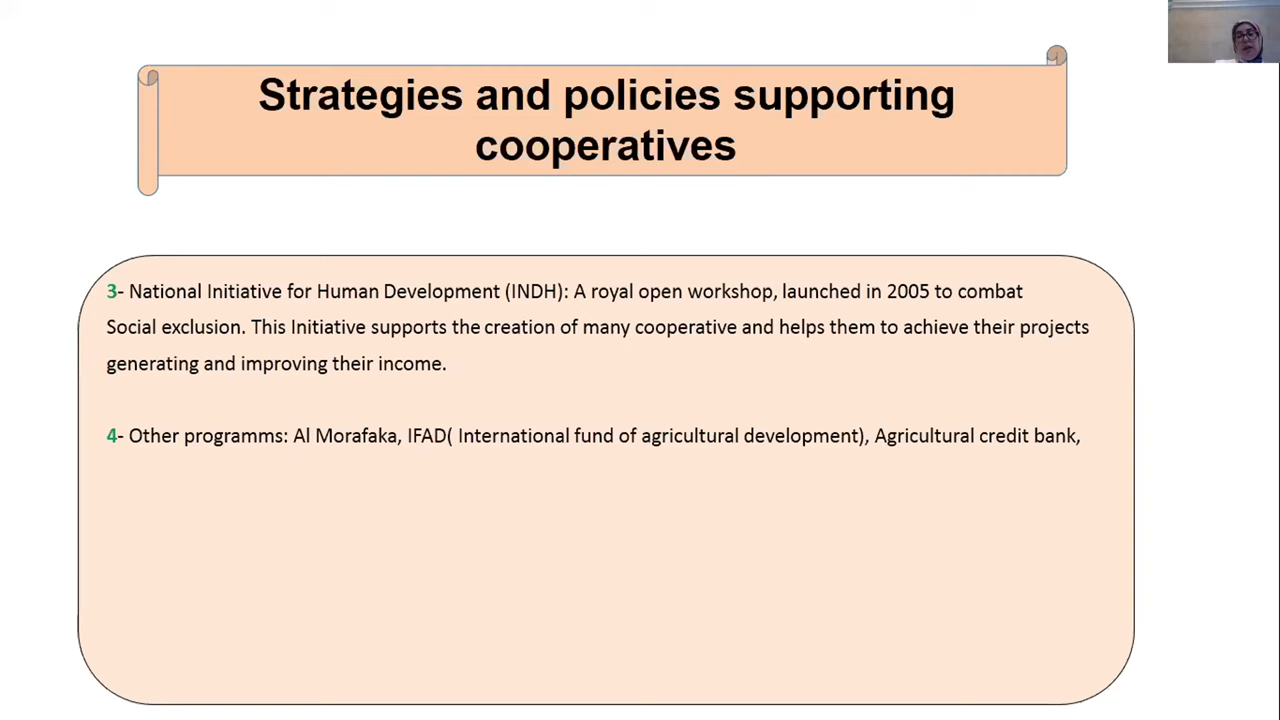 Strategies and policies supporting
cooperatives
3- National Initiative for Human Development (INDH): A royal open workshop, launched in 2005 to combat
Social exclusion. This Initiative supports the creation of many cooperative and helps them to achieve their projects
generating and improving their income.
4- Other programms: Al Morafaka, IFAD( International fund of agricultural development), Agricultural credit bank,